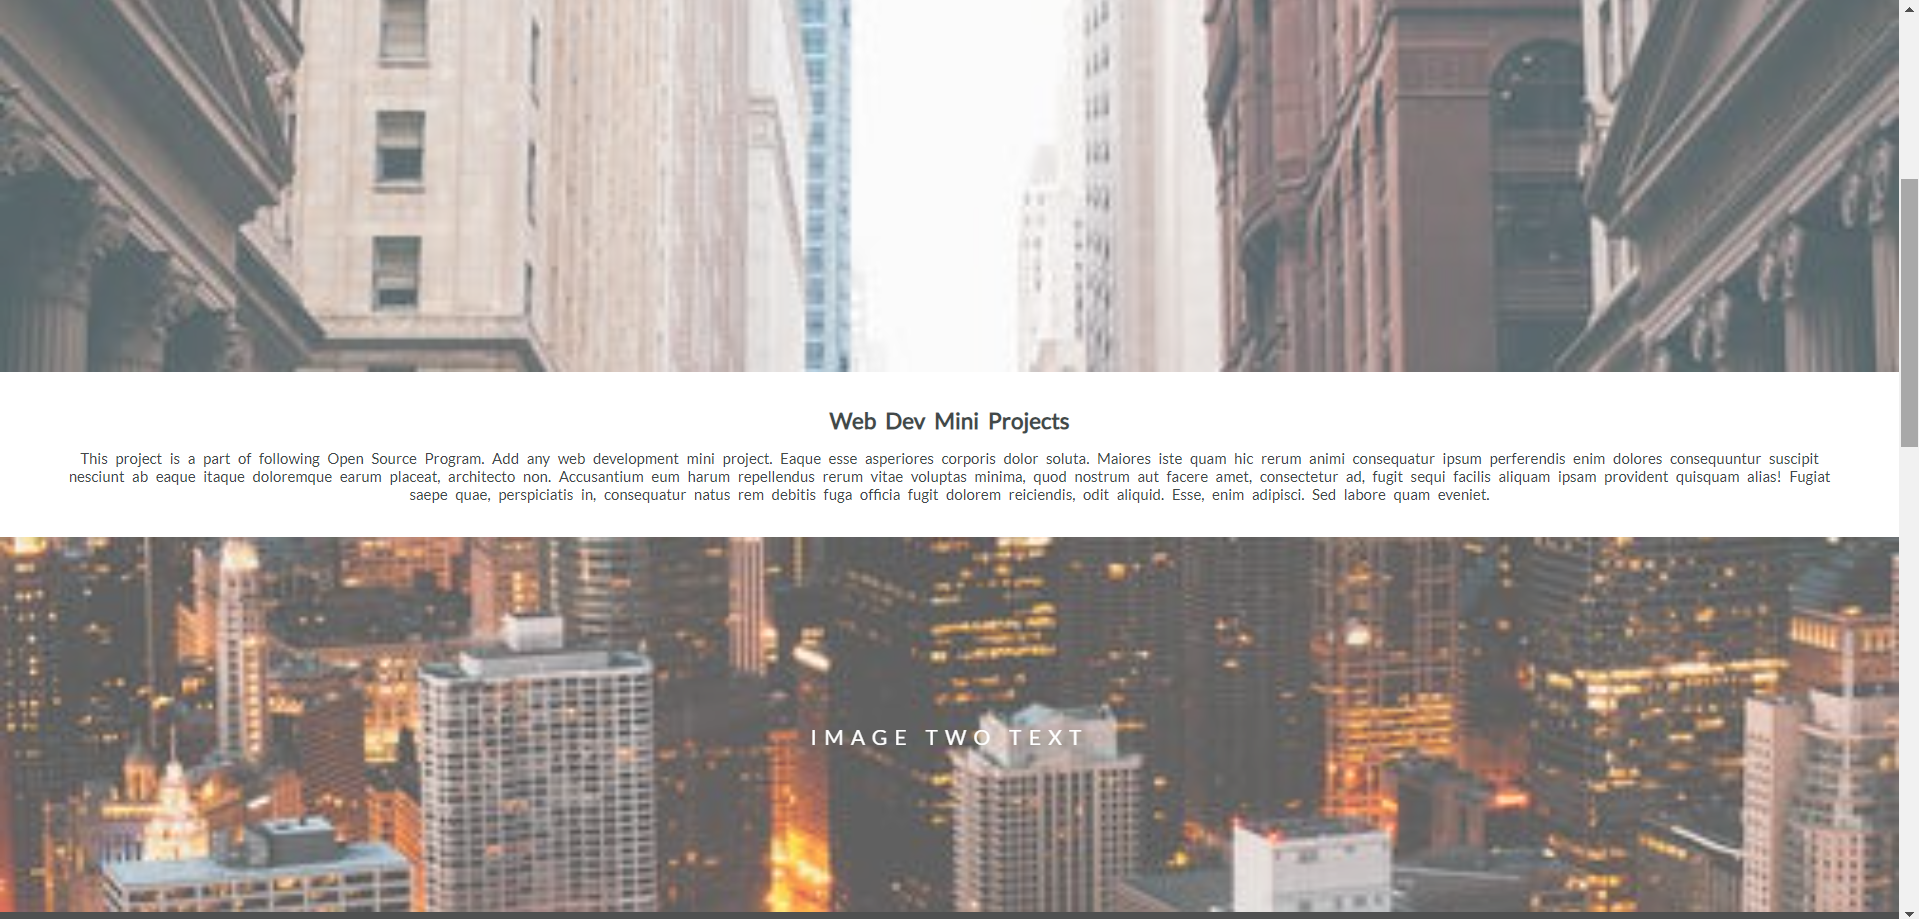 Web Dev Mini Projects
This project is a part of following Open Source Program. Add any web development mini project. Eaque esse asperiores corporis dolor soluta. Maiores iste quam hic rerum animi consequatur ipsum perferendis enim dolores consequuntur suscipit
nesciunt ab eaque itaque doloremque earum placeat, architecto non. Accusantium eum harum repellendus rerum vitae voluptas minima, quod nostrum aut facere amet, consectetur ad, fugit sequi facilis aliquam ipsam provident quisquam alias! Fugiat
saepe quae, perspiciatis in, consequatur natus rem debitis fuga officia fugit dolorem reiciendis, odit aliquid. Esse, enim adipisci. Sed labore quam eveniet.
IMAGE TWO TEXT